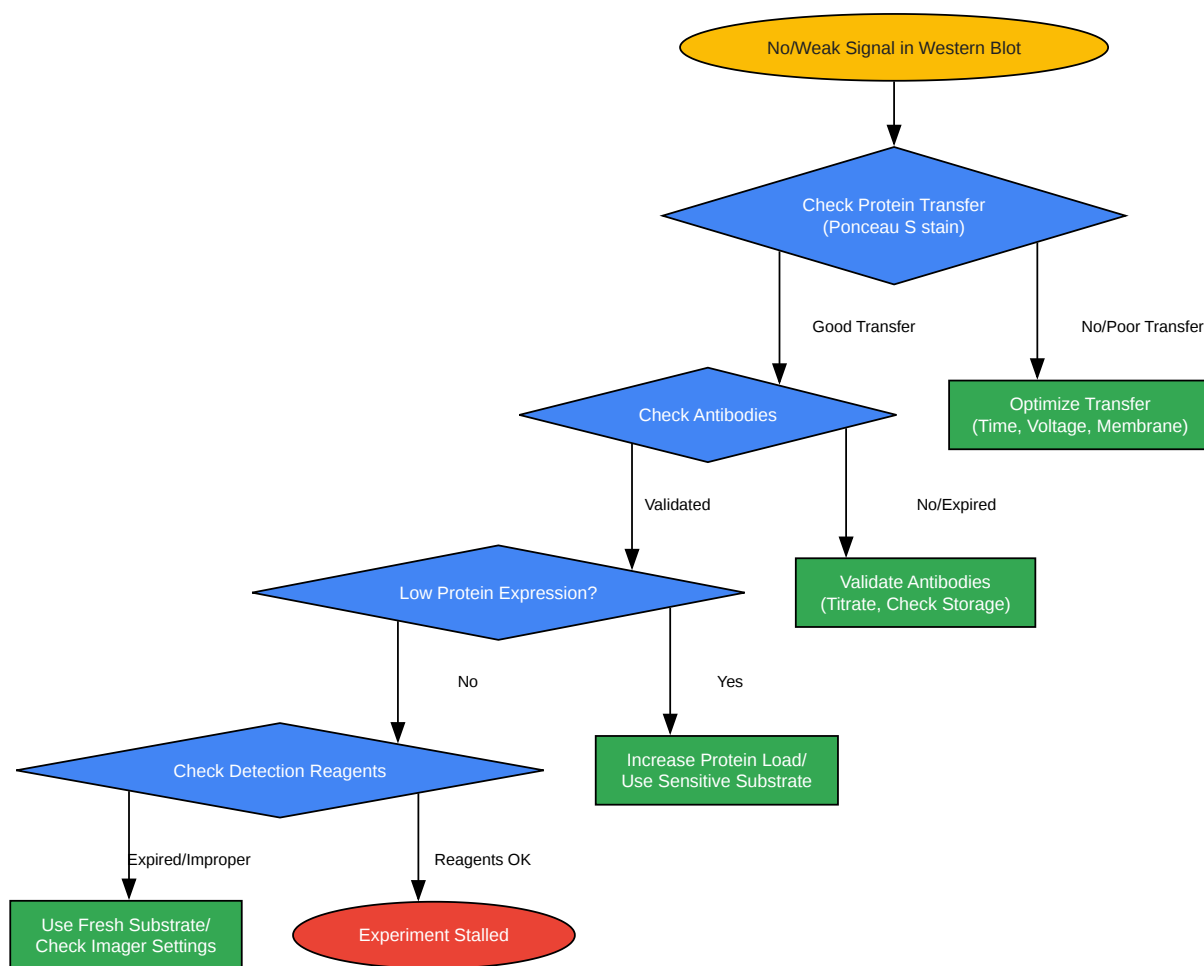 No/Weak Signal in Western Blot
Check Protein Transfer
(Ponceau S stain)
Good Transfer
No/Poor Transfer
Check Antibodies
Optimize Transfer
(Time, Voltage, Membrane)
Validated
No/Expired
Low Protein Expression?
Validate Antibodies
(Titrate, Check Storage)
No
Yes
Check Detection Reagents
Increase Protein Load/
Use Sensitive Substrate
Expired/Improper
Reagents OK
Use Fresh Substrate/
Check Imager Settings
Experiment Stalled